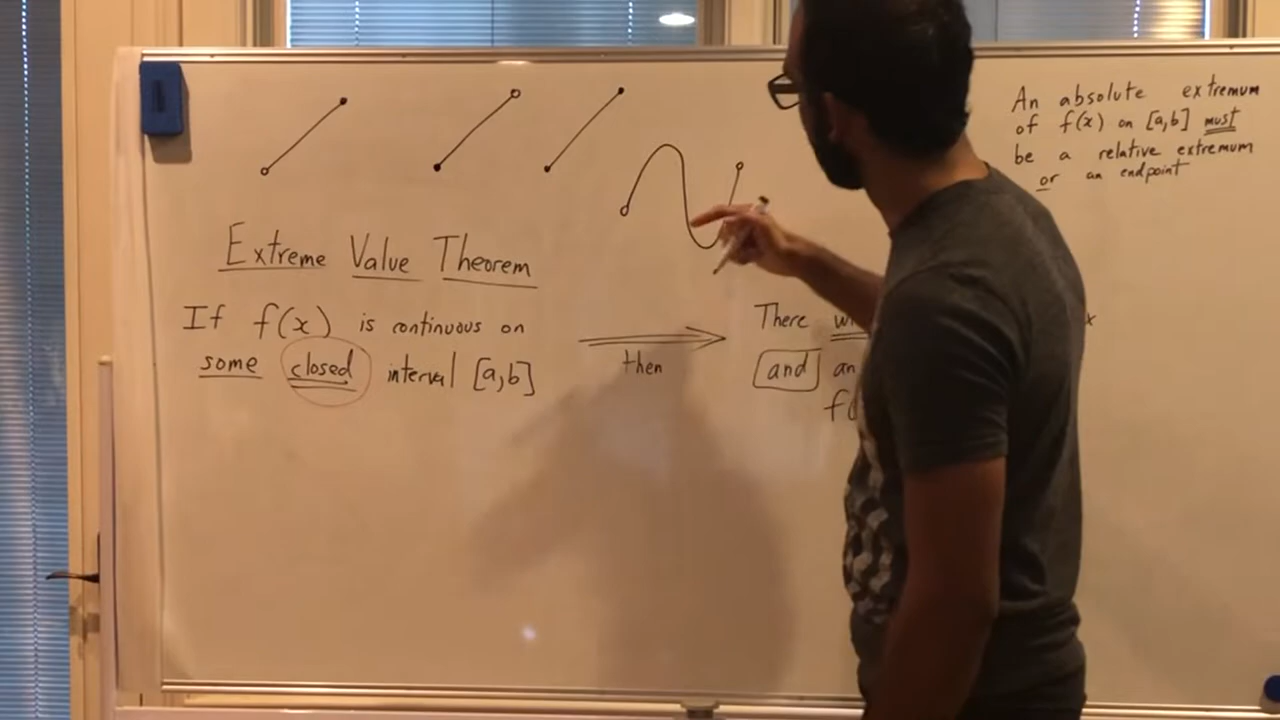 An absolute extremum
of f(x) on [a,b] must
be a relative extremum
or an endpoint
Extreme Value Theorem
If f(x) is continuous on
some closed interval [a,b]
then
There
and an